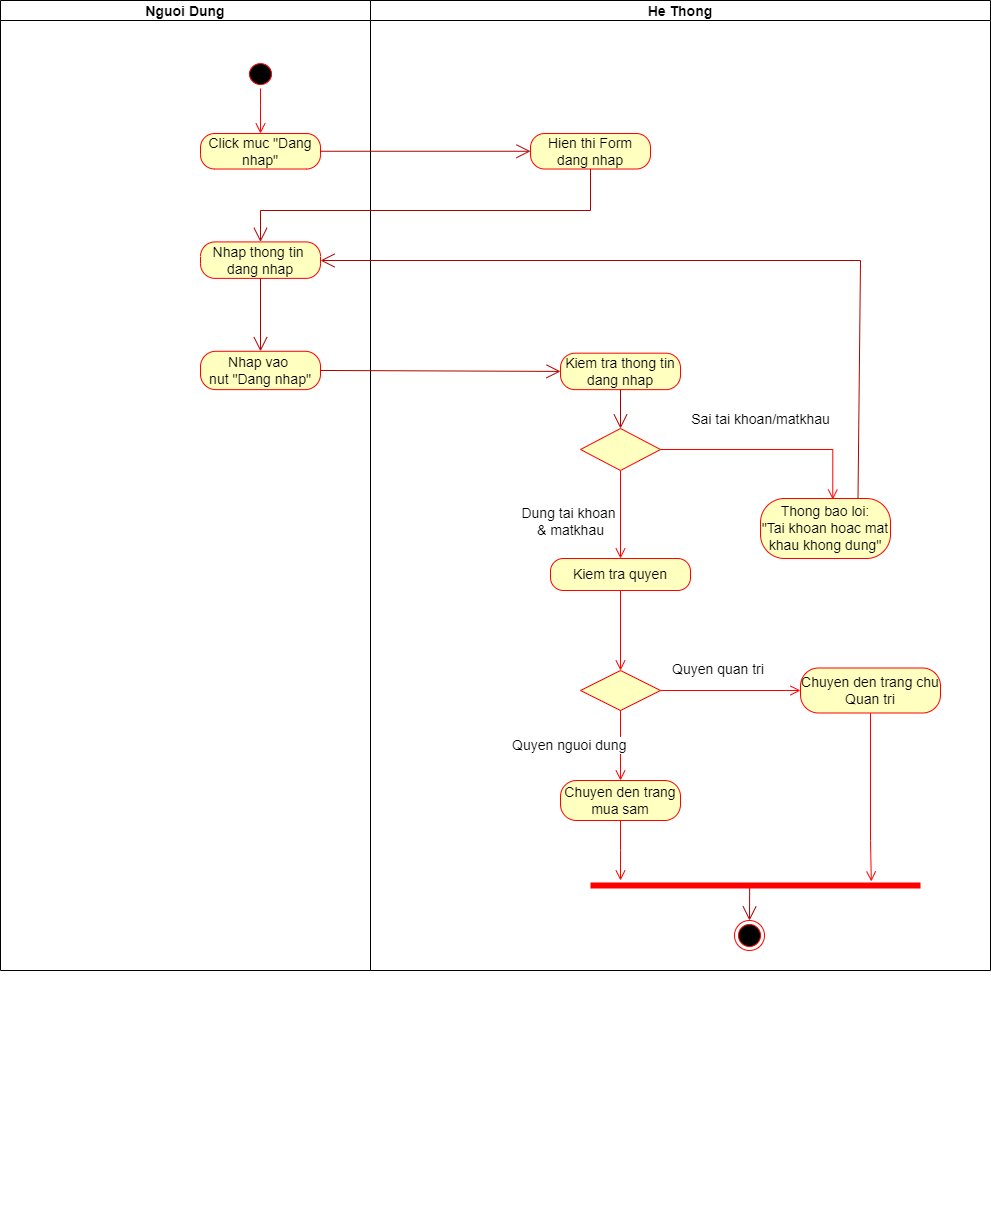 Nguoi Dung
He Thong
Click muc "Dang
nhap"
Hien thi Form
dang nhap
Nhap thong tin
dang nhap
Nhap vao
nut "Dang nhap"
Kiem tra thong tin
dang nhap
Sai tai khoan/matkhau
Dung tai khoan
& matkhau
Thong bao loi:
"Tai khoan hoac mat
khau khong dung"
Kiem tra quyen
Quyen quan tri
Chuyen den trang chu
Quan tri
Quyen nguoi dung
Chuyen den trang
mua sam